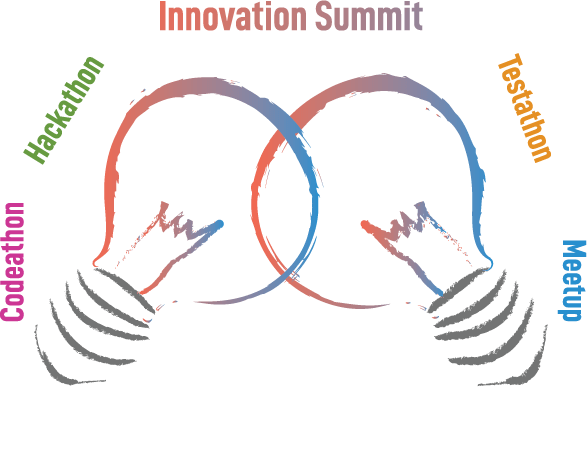 Innovation Summit
Hackathon
Testathon
Codeathon
Meetup